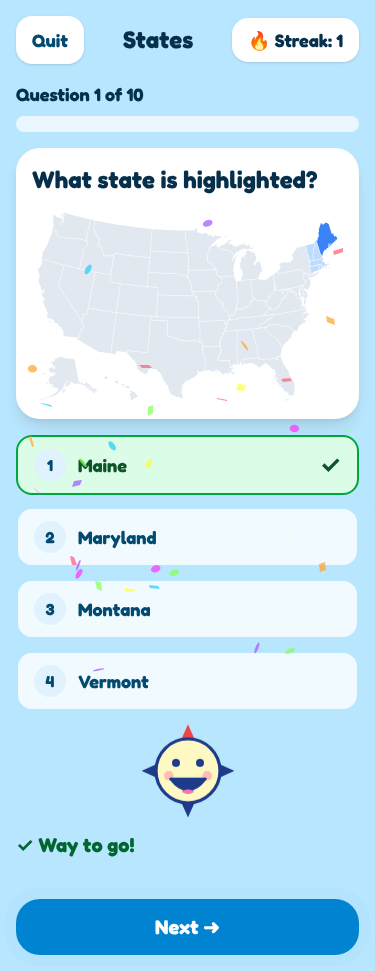 Quit
States
🔥 Streak: 1
Question 1 of 10
What state is highlighted?
1 Maine ✓
2 Maryland
3 Montana
4 Vermont
✓ Way to go!
Next ➜